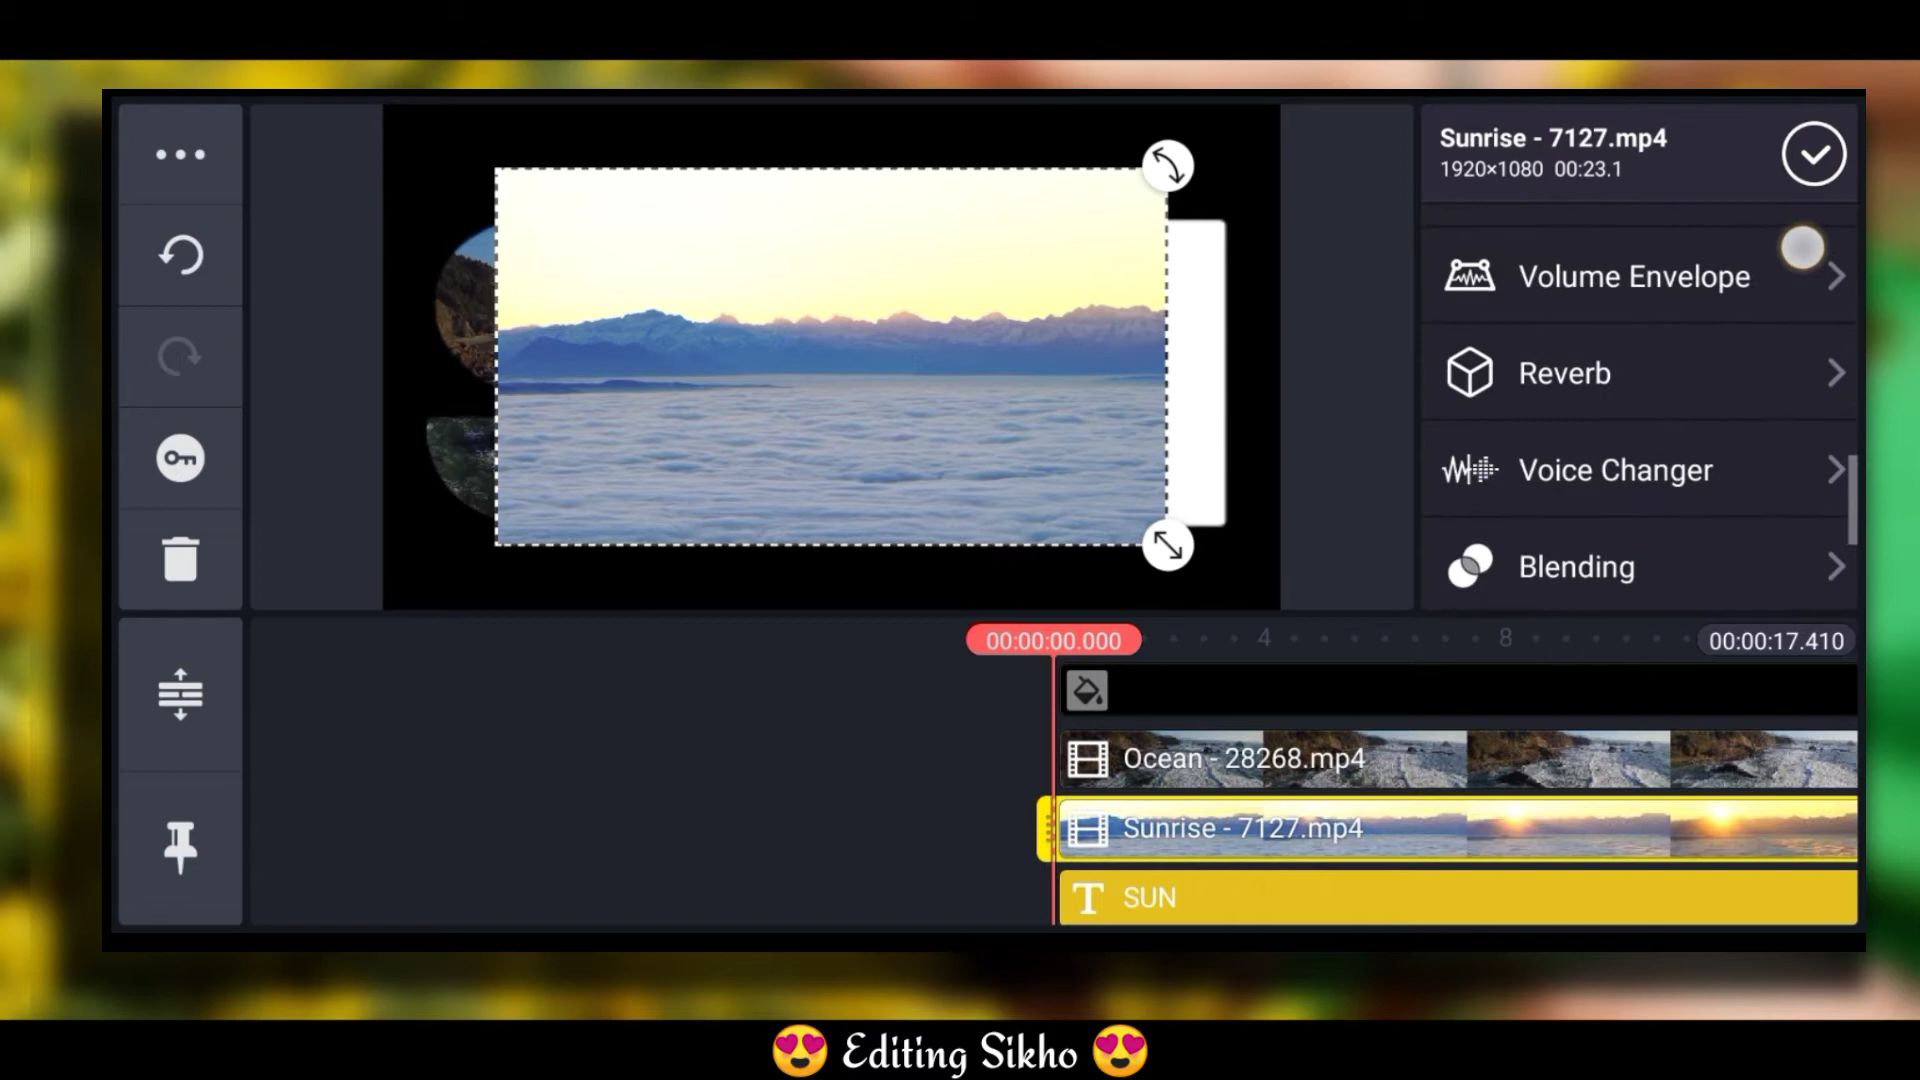 Sunrise - 7127.mp4
1920×1080 00:23.1
Volume Envelope
Reverb
Voice Changer
Blending
00:00:00.000
4
8
00:00:17.410
Ocean - 28268.mp4
Sunrise - 7127.mp4
T SUN
😍 Editing Sikho 😍